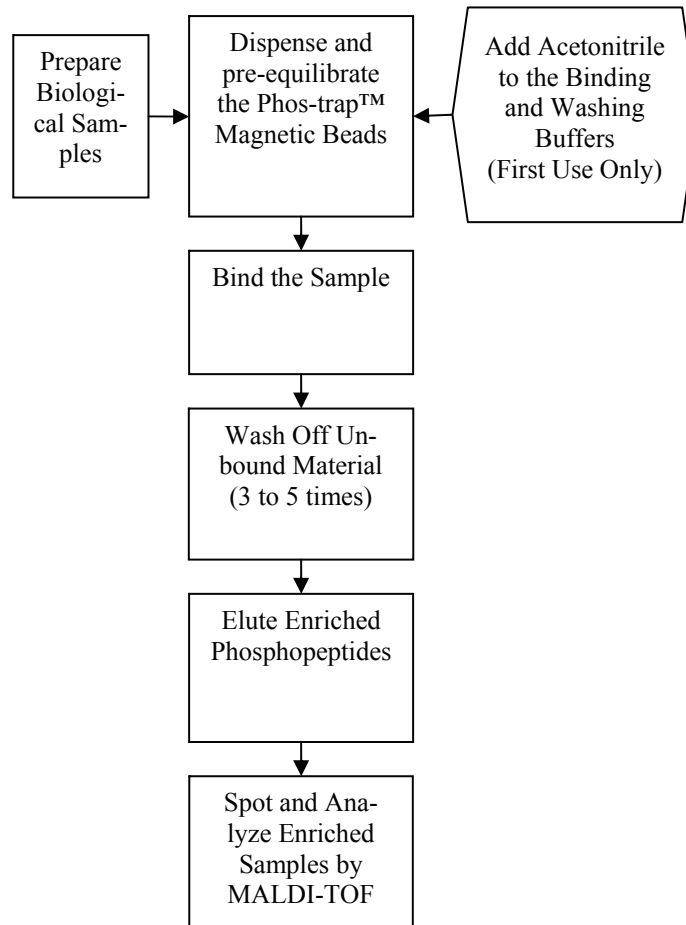 Prepare
Biologi-
cal Sam-
ples
Dispense and
pre-equilibrate
the Phos-trap™
Magnetic Beads
Add Acetonitrile
to the Binding
and Washing
Buffers
(First Use Only)
Bind the Sample
Wash Off Un-
bound Material
(3 to 5 times)
Elute Enriched
Phosphopeptides
Spot and Ana-
lyze Enriched
Samples by
MALDI-TOF